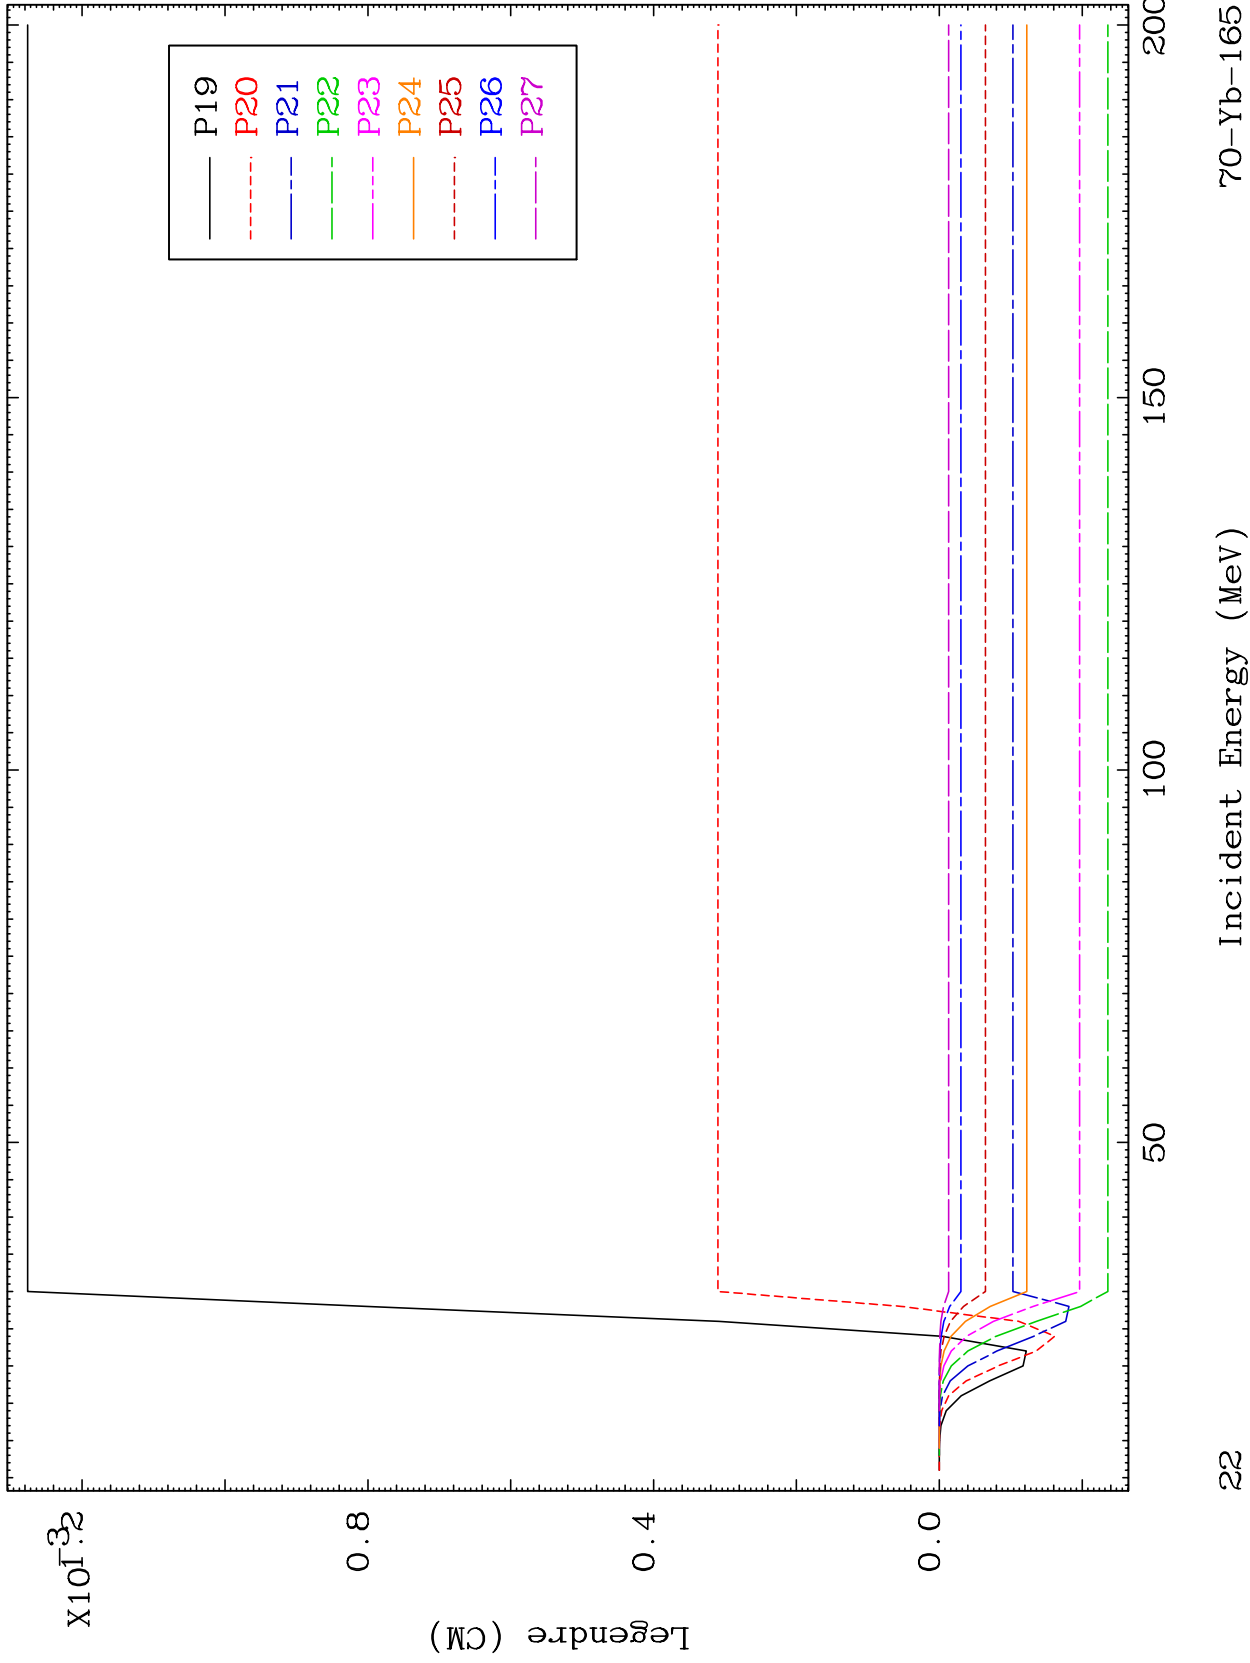 X10-3
1.2
0.8
0.4
0.0
Legendre (CM)
P19
P20
P21
P22
P23
P24
P25
P26
P27
50
100
150
200
Incident Energy (MeV)
22
70-Yb-165